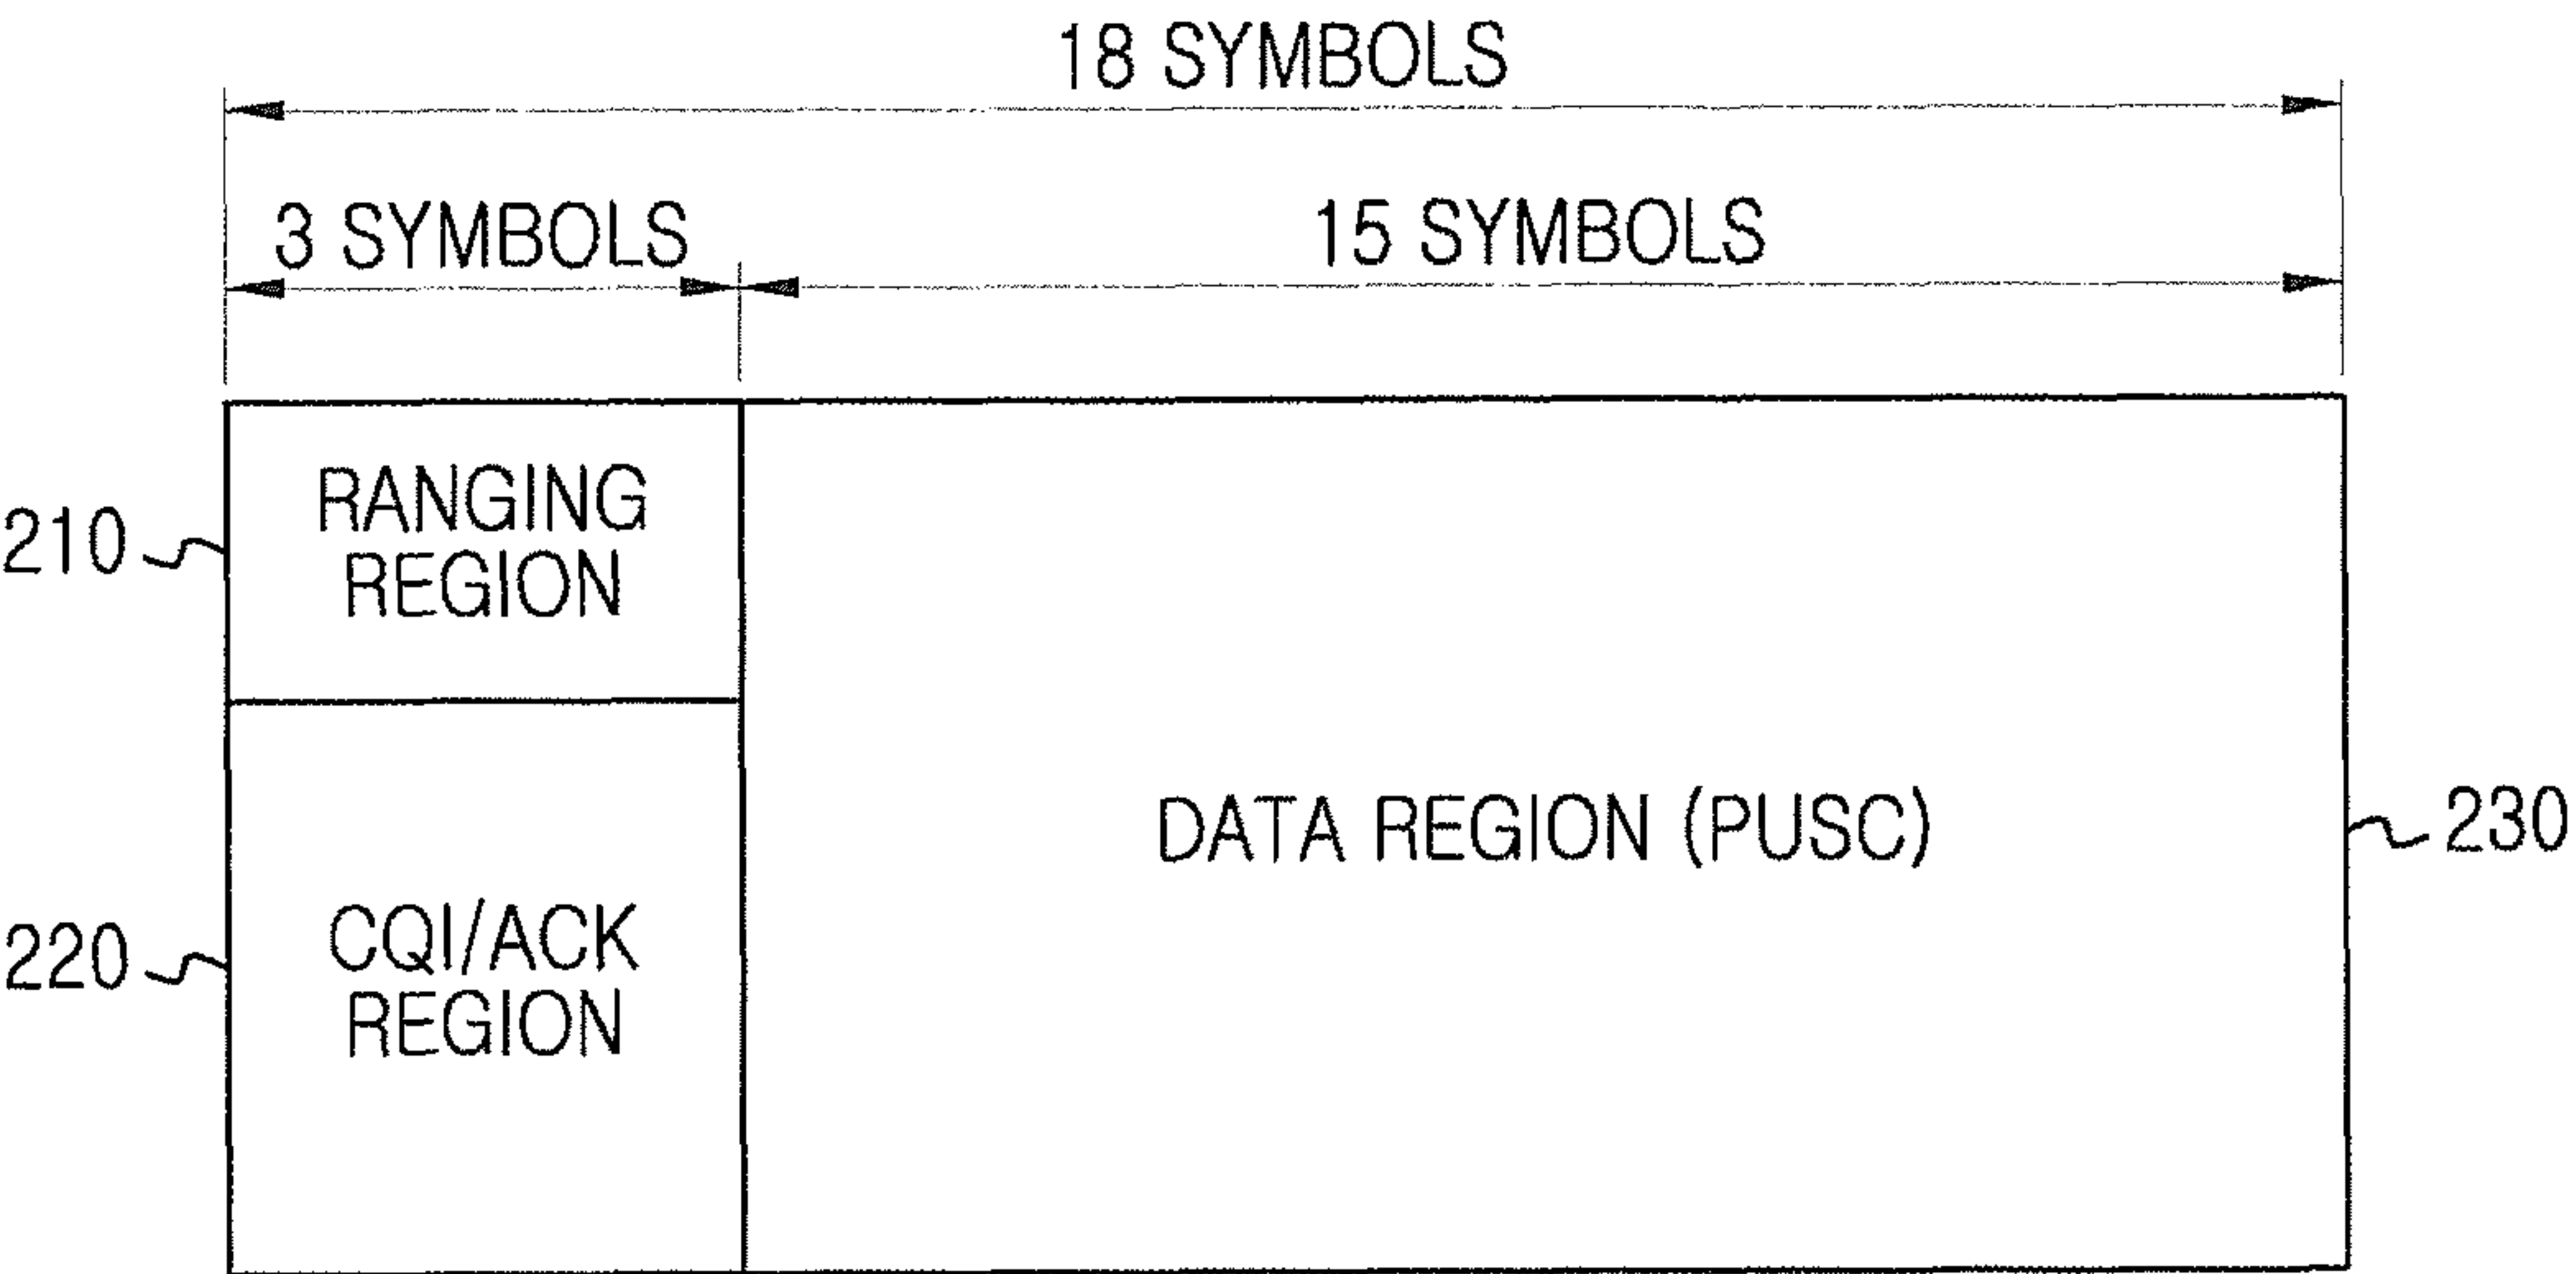 18 SYMBOLS
3 SYMBOLS
15 SYMBOLS
RANGING
REGION
210
DATA REGION (PUSC)
230
CQI/ACK
REGION
220